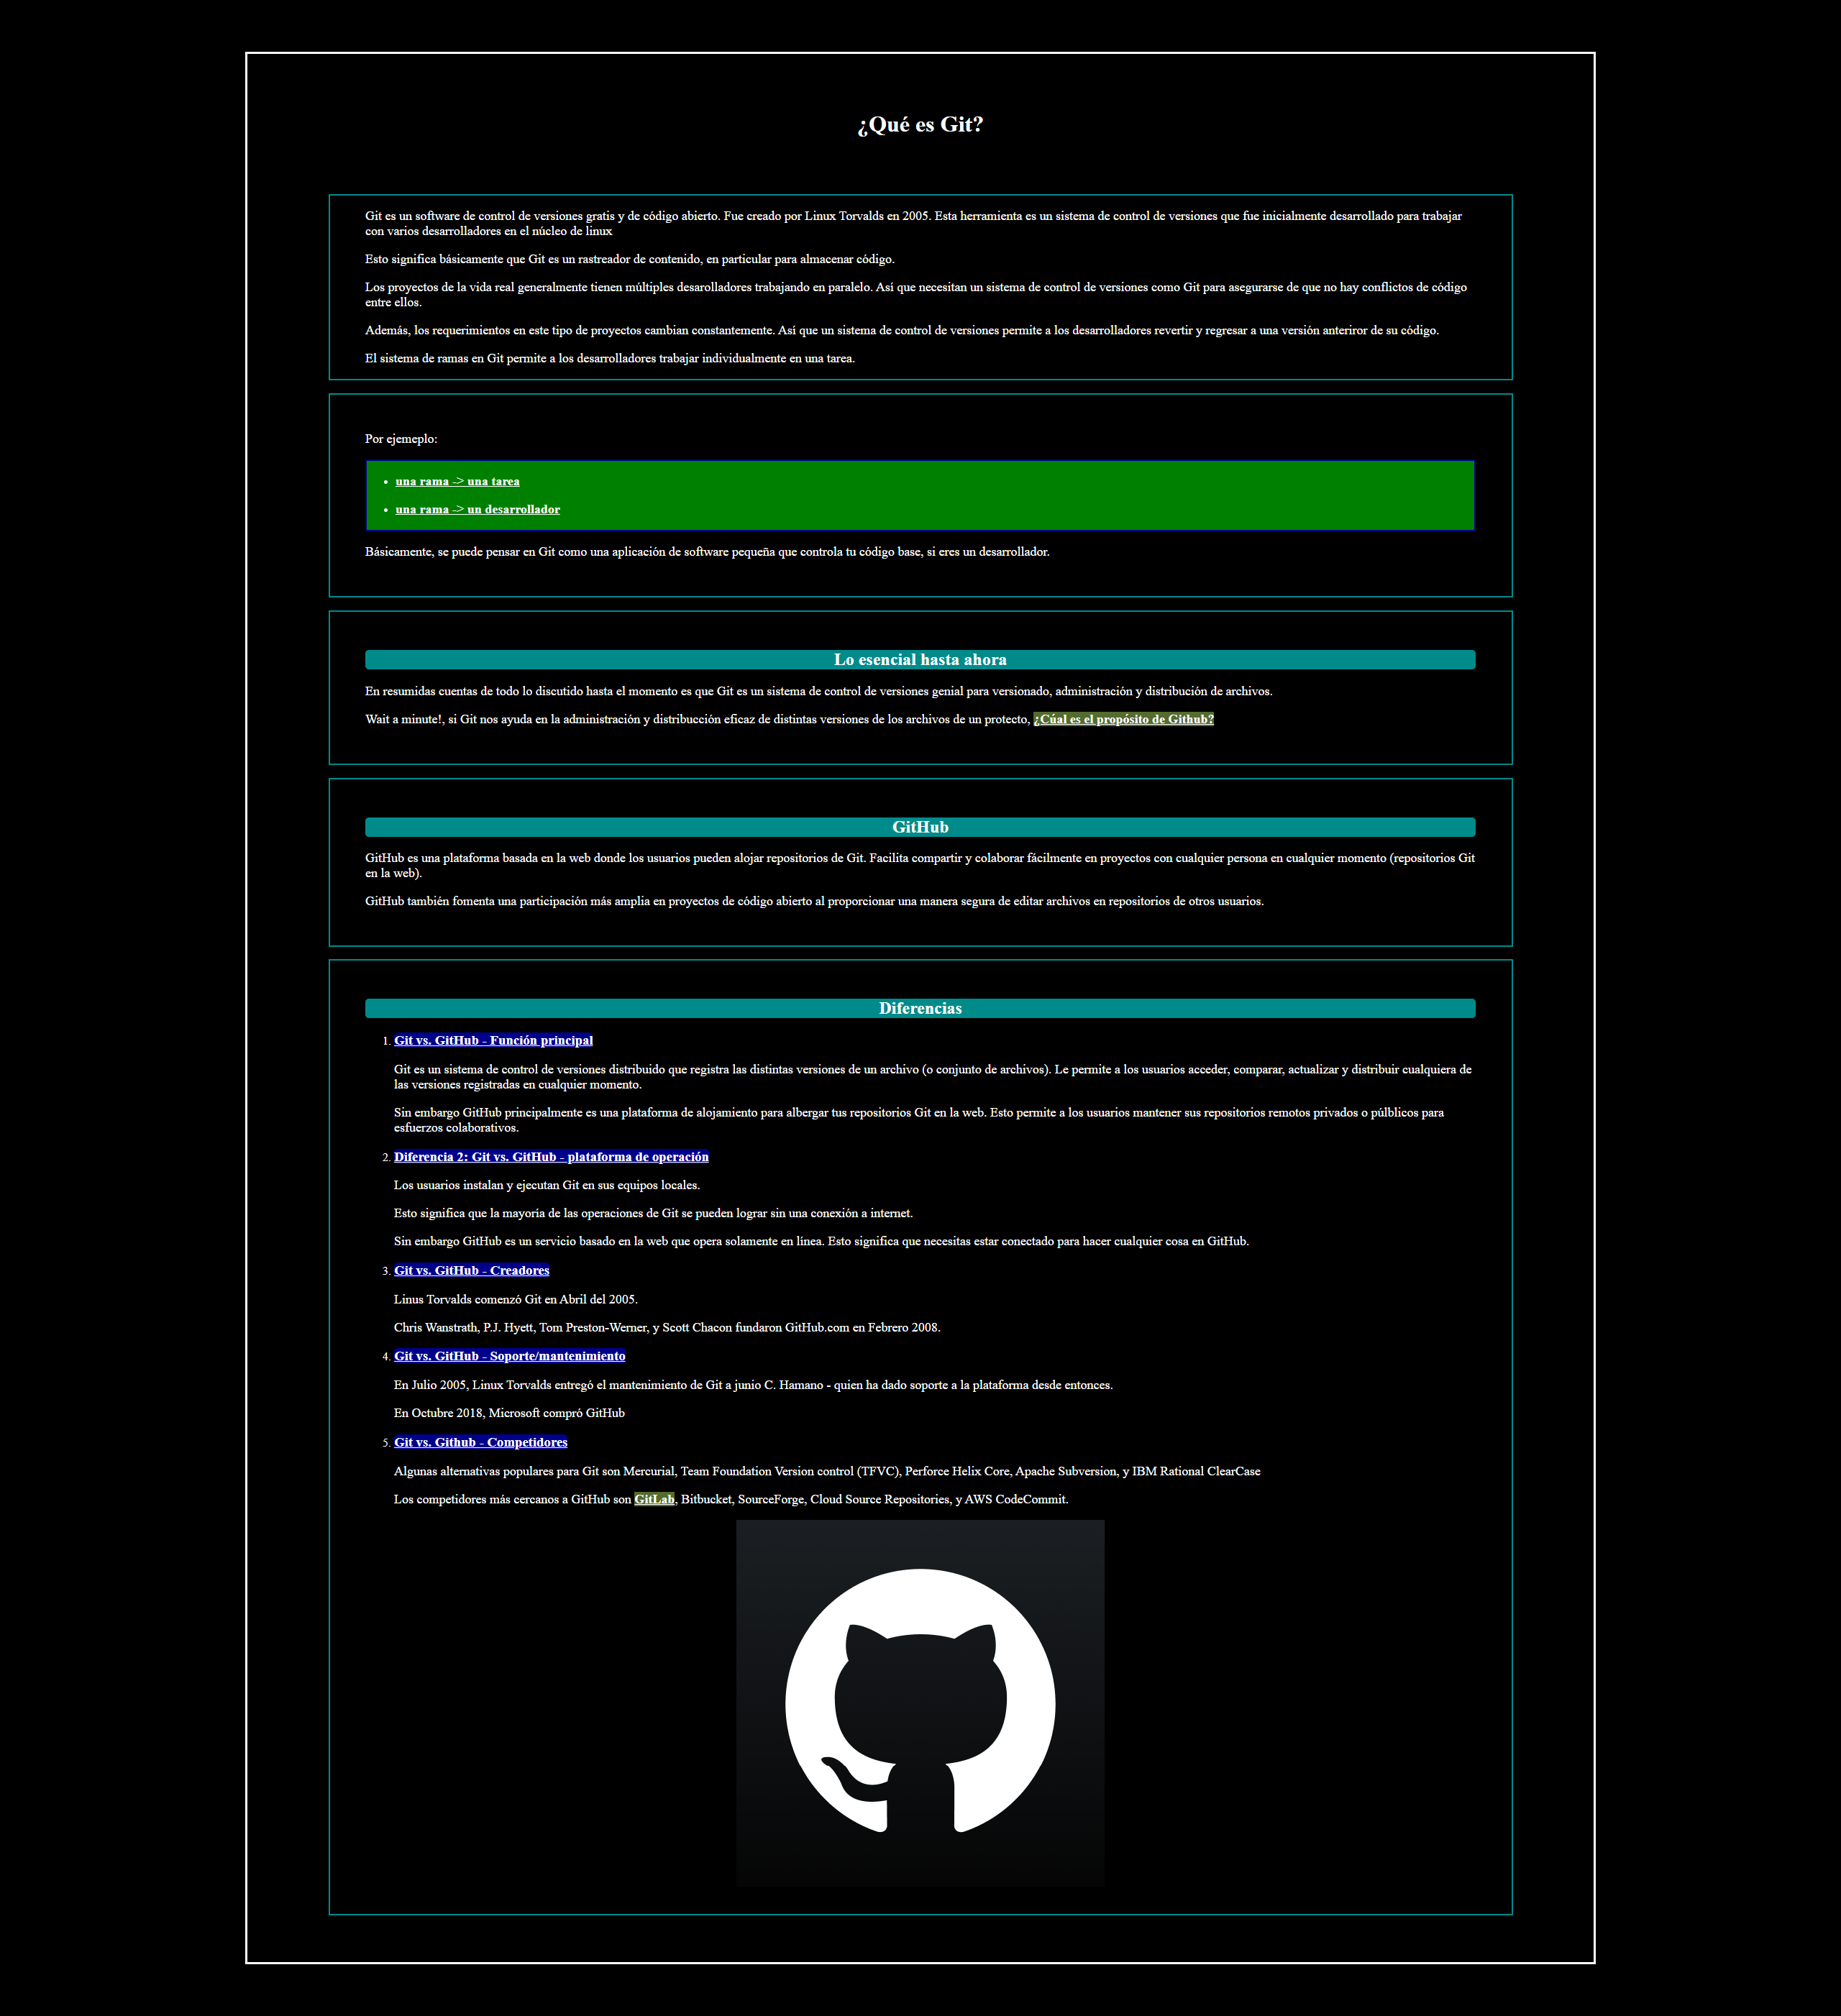 ¿Qué es Git?
Git es un software de control de versiones gratis y de código abierto. Fue creado por Linux Torvalds en 2005. Esta herramienta es un sistema de control de versiones que fue inicialmente desarrollado para trabajar
con varios desarrolladores en el núcleo de linux
Esto significa básicamente que Git es un rastreador de contenido, en particular para almacenar código.
Los proyectos de la vida real generalmente tienen múltiples desarolladores trabajando en paralelo. Así que necesitan un sistema de control de versiones como Git para asegurarse de que no hay conflictos de código
entre ellos.
Además, los requerimientos en este tipo de proyectos cambian constantemente. Así que un sistema de control de versiones permite a los desarrolladores revertir y regresar a una versión anteriror de su código.
El sistema de ramas en Git permite a los desarrolladores trabajar individualmente en una tarea.
Por ejemeplo:
• una rama -> una tarea
• una rama -> un desarrollador
Básicamente, se puede pensar en Git como una aplicación de software pequeña que controla tu código base, si eres un desarrollador.
Lo esencial hasta ahora
En resumidas cuentas de todo lo discutido hasta el momento es que Git es un sistema de control de versiones genial para versionado, administración y distribución de archivos.
Wait a minute!, si Git nos ayuda en la administración y distribucción eficaz de distintas versiones de los archivos de un protecto, ¿Cúal es el propósito de Github?
GitHub
GitHub es una plataforma basada en la web donde los usuarios pueden alojar repositorios de Git. Facilita compartir y colaborar fácilmente en proyectos con cualquier persona en cualquier momento (repositorios Git
en la web).
GitHub también fomenta una participación más amplia en proyectos de código abierto al proporcionar una manera segura de editar archivos en repositorios de otros usuarios.
Diferencias
1. Git vs. GitHub - Función principal
Git es un sistema de control de versiones distribuido que registra las distintas versiones de un archivo (o conjunto de archivos). Le permite a los usuarios acceder, comparar, actualizar y distribuir cualquiera de
las versiones registradas en cualquier momento.
Sin embargo GitHub principalmente es una plataforma de alojamiento para albergar tus repositorios Git en la web. Esto permite a los usuarios mantener sus repositorios remotos privados o púlblicos para
esfuerzos colaborativos.
2. Diferencia 2: Git vs. GitHub - plataforma de operación
Los usuarios instalan y ejecutan Git en sus equipos locales.
Esto significa que la mayoría de las operaciones de Git se pueden lograr sin una conexión a internet.
Sin embargo GitHub es un servicio basado en la web que opera solamente en linea. Esto significa que necesitas estar conectado para hacer cualquier cosa en GitHub.
3. Git vs. GitHub - Creadores
Linus Torvalds comenzó Git en Abril del 2005.
Chris Wanstrath, P.J. Hyett, Tom Preston-Werner, y Scott Chacon fundaron GitHub.com en Febrero 2008.
4. Git vs. GitHub - Soporte/mantenimiento
En Julio 2005, Linux Torvalds entregó el mantenimiento de Git a junio C. Hamano - quien ha dado soporte a la plataforma desde entonces.
En Octubre 2018, Microsoft compró GitHub
5. Git vs. Github - Competidores
Algunas alternativas populares para Git son Mercurial, Team Foundation Version control (TFVC), Perforce Helix Core, Apache Subversion, y IBM Rational ClearCase
Los competidores más cercanos a GitHub son GitLab, Bitbucket, SourceForge, Cloud Source Repositories, y AWS CodeCommit.